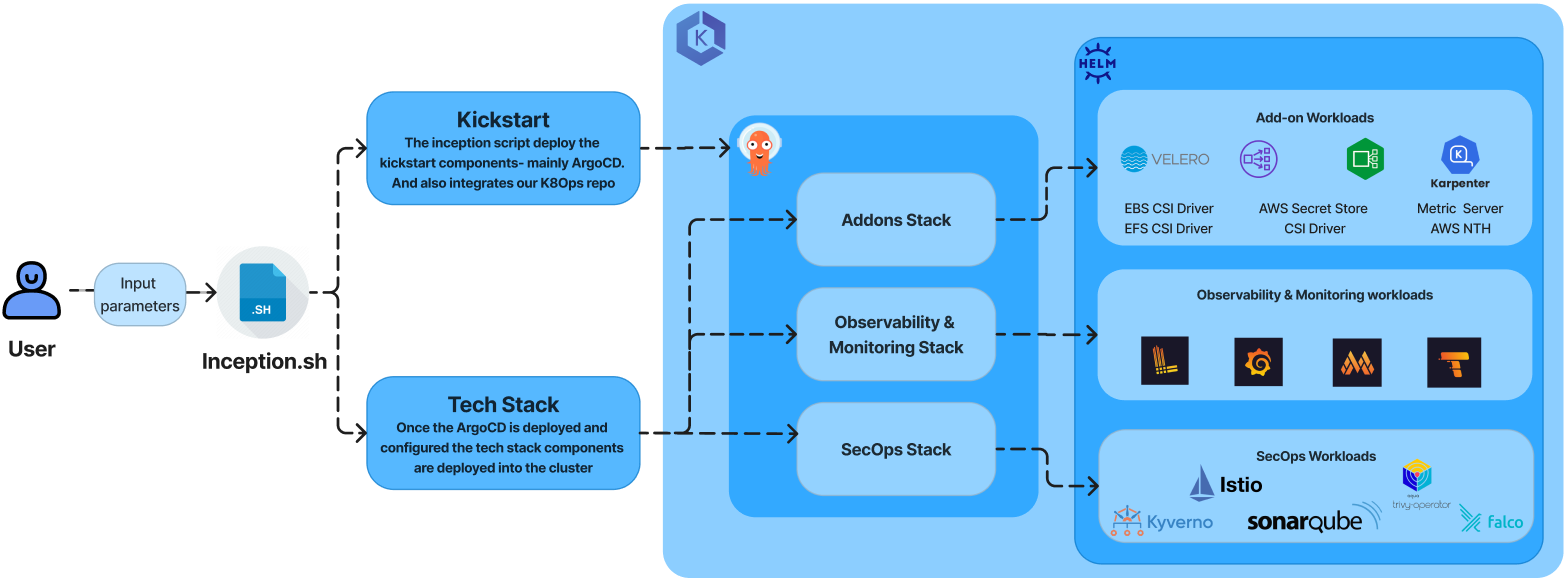 User
Input
parameters
.SH
Inception.sh
Kickstart
The inception script deploy the
kickstart components- mainly ArgoCD.
And also integrates our K8Ops repo
Tech Stack
Once the ArgoCD is deployed and
configured the tech stack components
are deployed into the cluster
K
Addons Stack
Observability &
Monitoring Stack
SecOps Stack
HELM
Add-on Workloads
VELERO
K
Karpenter
EBS CSI Driver
EFS CSI Driver
AWS Secret Store
CSI Driver
Metric Server
AWS NTH
Observability & Monitoring workloads
SecOps Workloads
Istio
aqua
trivy-operator
Kyverno
sonarqube
falco